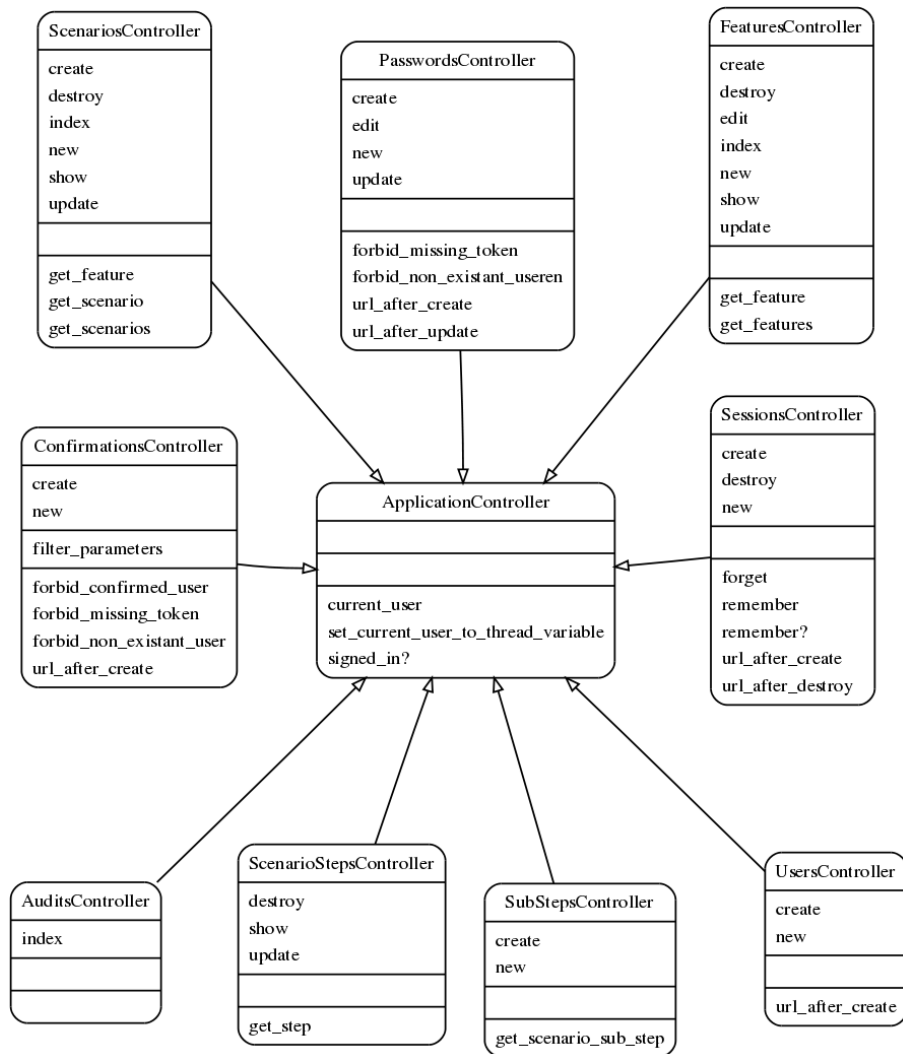 ScenariosController
create
destroy
index
new
show
update
get_feature
get_scenario
get_scenarios
PasswordsController
create
edit
new
update
forbid_missing_token
forbid_non_existant_useren
url_after_create
url_after_update
FeaturesController
create
destroy
edit
index
new
show
update
get_feature
get_features
ConfirmationsController
create
new
filter_parameters
forbid_confirmed_user
forbid_missing_token
forbid_non_existant_user
url_after_create
ApplicationController
current_user
set_current_user_to_thread_variable
signed_in?
SessionsController
create
destroy
new
forget
remember
remember?
url_after_create
url_after_destroy
AuditsController
index
ScenarioStepsController
destroy
show
update
get_step
SubStepsController
create
new
get_scenario_sub_step
UsersController
create
new
url_after_create